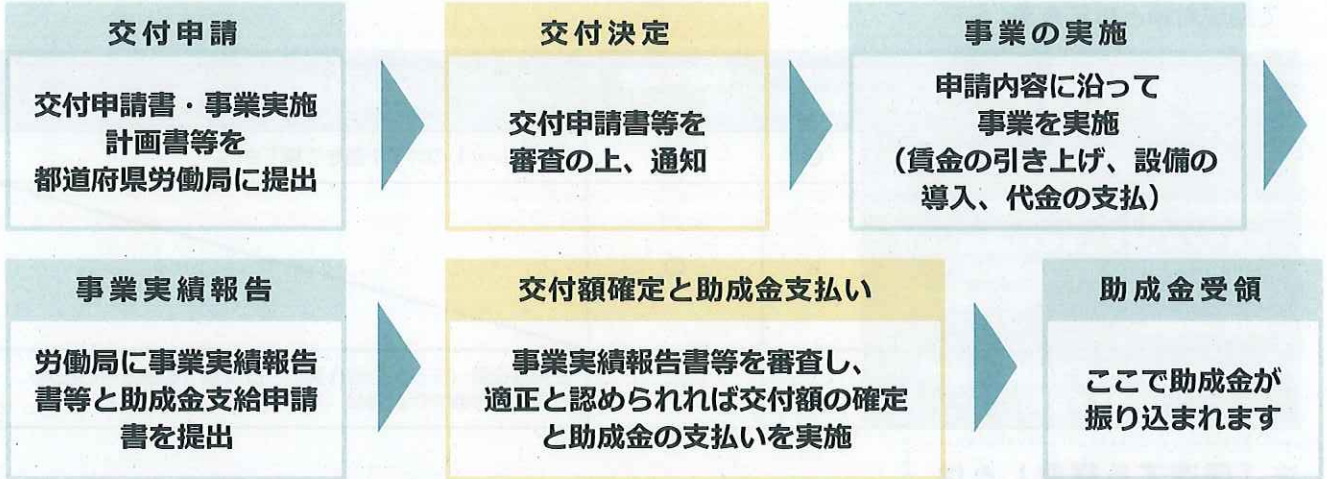 交付申請
交付申請書・事業実施
計画書等を
都道府県労働局に提出
交付決定
交付申請書等を
審査の上、通知
事業の実施
申請内容に沿って
事業を実施
（賃金の引き上げ、設備の
導入、代金の支払）
事業実績報告
労働局に事業実績報告
書等と助成金支給申請
書を提出
交付額確定と助成金支払い
事業実績報告書等を審査し、
適正と認められれば交付額の確定
と助成金の支払いを実施
助成金受領
ここで助成金が
振り込まれます